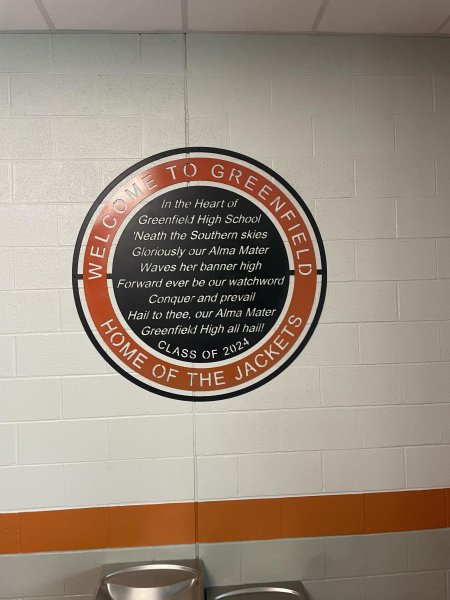 WELCOME TO GREENFIELD
In the Heart of
Greenfield High School
'Neath the Southern skies
Gloriously our Alma Mater
Waves her banner high
Forward ever be our watchword
Conquer and prevail
Hail to thee, our Alma Mater
Greenfield High all hail!
CLASS OF 2024
HOME OF THE JACKETS